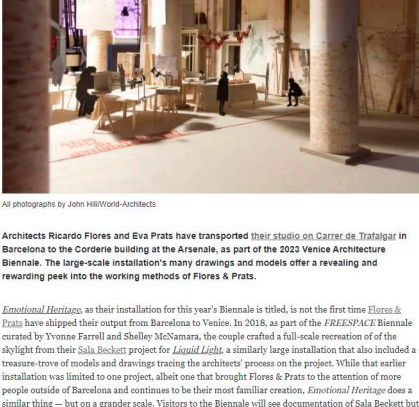 All photographs by John Hill/World-Architects
Architects Ricardo Flores and Eva Prats have transported their studio on Carrer de Trafalgar in
Barcelona to the Corderie building at the Arsenale, as part of the 2023 Venice Architecture
Biennale. The large-scale installation's many drawings and models offer a revealing and
rewarding peek into the working methods of Flores & Prats.
Emotional Heritage, as their installation for this year's Biennale is titled, is not the first time Flores &
Prats have shipped their output from Barcelona to Venice. In 2018, as part of the FREESPACE Biennale
curated by Yvonne Farrell and Shelley McNamara, the couple crafted a full-scale recreation of of the
skylight from their Sala Beckett project for Liquid Light, a similarly large installation that also included a
treasure-trove of models and drawings tracing the architects' process on the project. While that earlier
installation was limited to one project, albeit one that brought Flores & Prats to the attention of more
people outside of Barcelona and continues to be their most familiar creation, Emotional Heritage does a
similar thing — but on a grander scale. Visitors to the Biennale will see documentation of Sala Beckett but